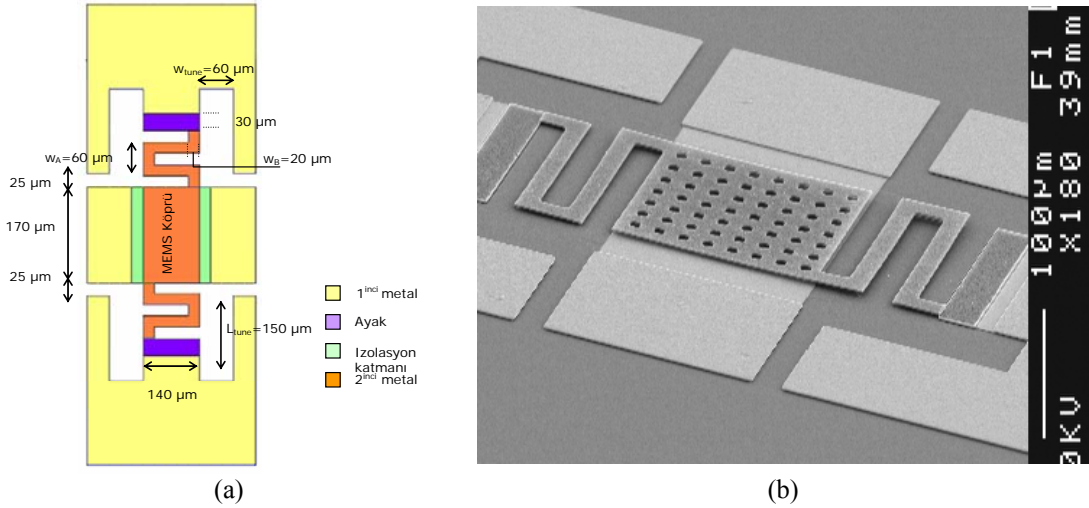 w_tune=60 µm
30 µm
w_A=60 µm
w_B=20 µm
25 µm
170 µm
MEMS Köprü
25 µm
L_tune=150 µm
140 µm
1^inci metal
Ayak
Izolasyon
katmanı
2^inci metal
100µm F1
X180 39mm
0KV
(a)
(b)